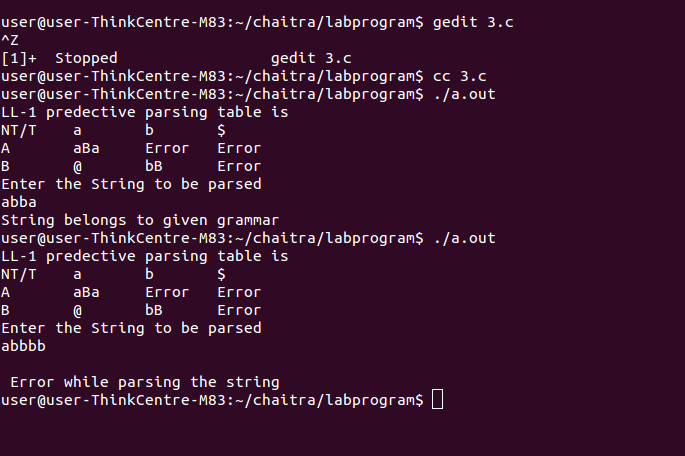 user@user-ThinkCentre-M83:~/chaitra/labprogram$ gedit 3.c
^Z
[1]+  Stopped                 gedit 3.c
user@user-ThinkCentre-M83:~/chaitra/labprogram$ cc 3.c
user@user-ThinkCentre-M83:~/chaitra/labprogram$ ./a.out
LL-1 predective parsing table is
NT/T    a       b       $
A       aBa     Error   Error
B       @       bB      Error
Enter the String to be parsed
abba
String belongs to given grammar
user@user-ThinkCentre-M83:~/chaitra/labprogram$ ./a.out
LL-1 predective parsing table is
NT/T    a       b       $
A       aBa     Error   Error
B       @       bB      Error
Enter the String to be parsed
abbbb
 Error while parsing the string
user@user-ThinkCentre-M83:~/chaitra/labprogram$